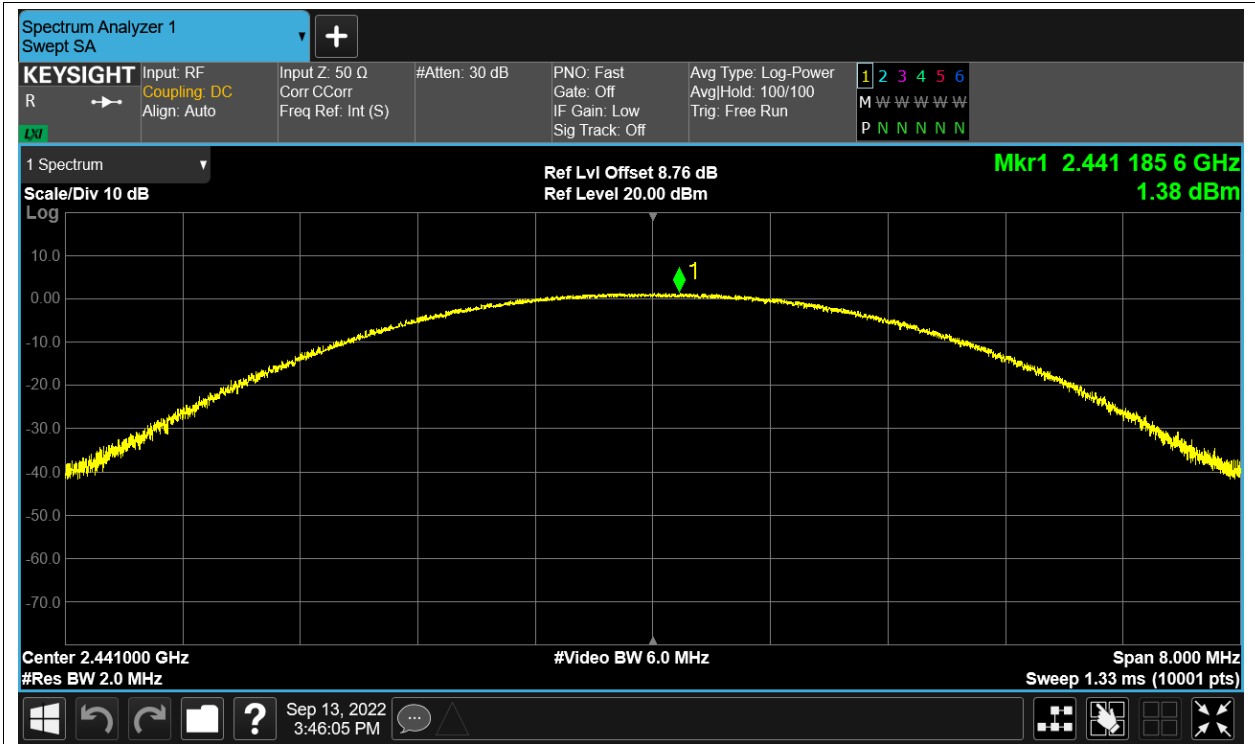 Spectrum Analyzer 1
Swept SA
KEYSIGHT
R
LXI
Input: RF
Coupling: DC
Align: Auto
Input Z: 50 Ω
Corr CCorr
Freq Ref: Int (S)
#Atten: 30 dB
PNO: Fast
Gate: Off
IF Gain: Low
Sig Track: Off
Avg Type: Log-Power
Avg|Hold: 100/100
Trig: Free Run
1 2 3 4 5 6
M W W W W W W
P N N N N N N
1 Spectrum
Scale/Div 10 dB
Log
Ref Lvl Offset 8.76 dB
Ref Level 20.00 dBm
Mkr1 2.441 185 6 GHz
1.38 dBm
1
10.0
0.00
-10.0
-20.0
-30.0
-40.0
-50.0
-60.0
-70.0
Center 2.441000 GHz
#Res BW 2.0 MHz
#Video BW 6.0 MHz
Span 8.000 MHz
Sweep 1.33 ms (10001 pts)
?
Sep 13, 2022
3:46:05 PM